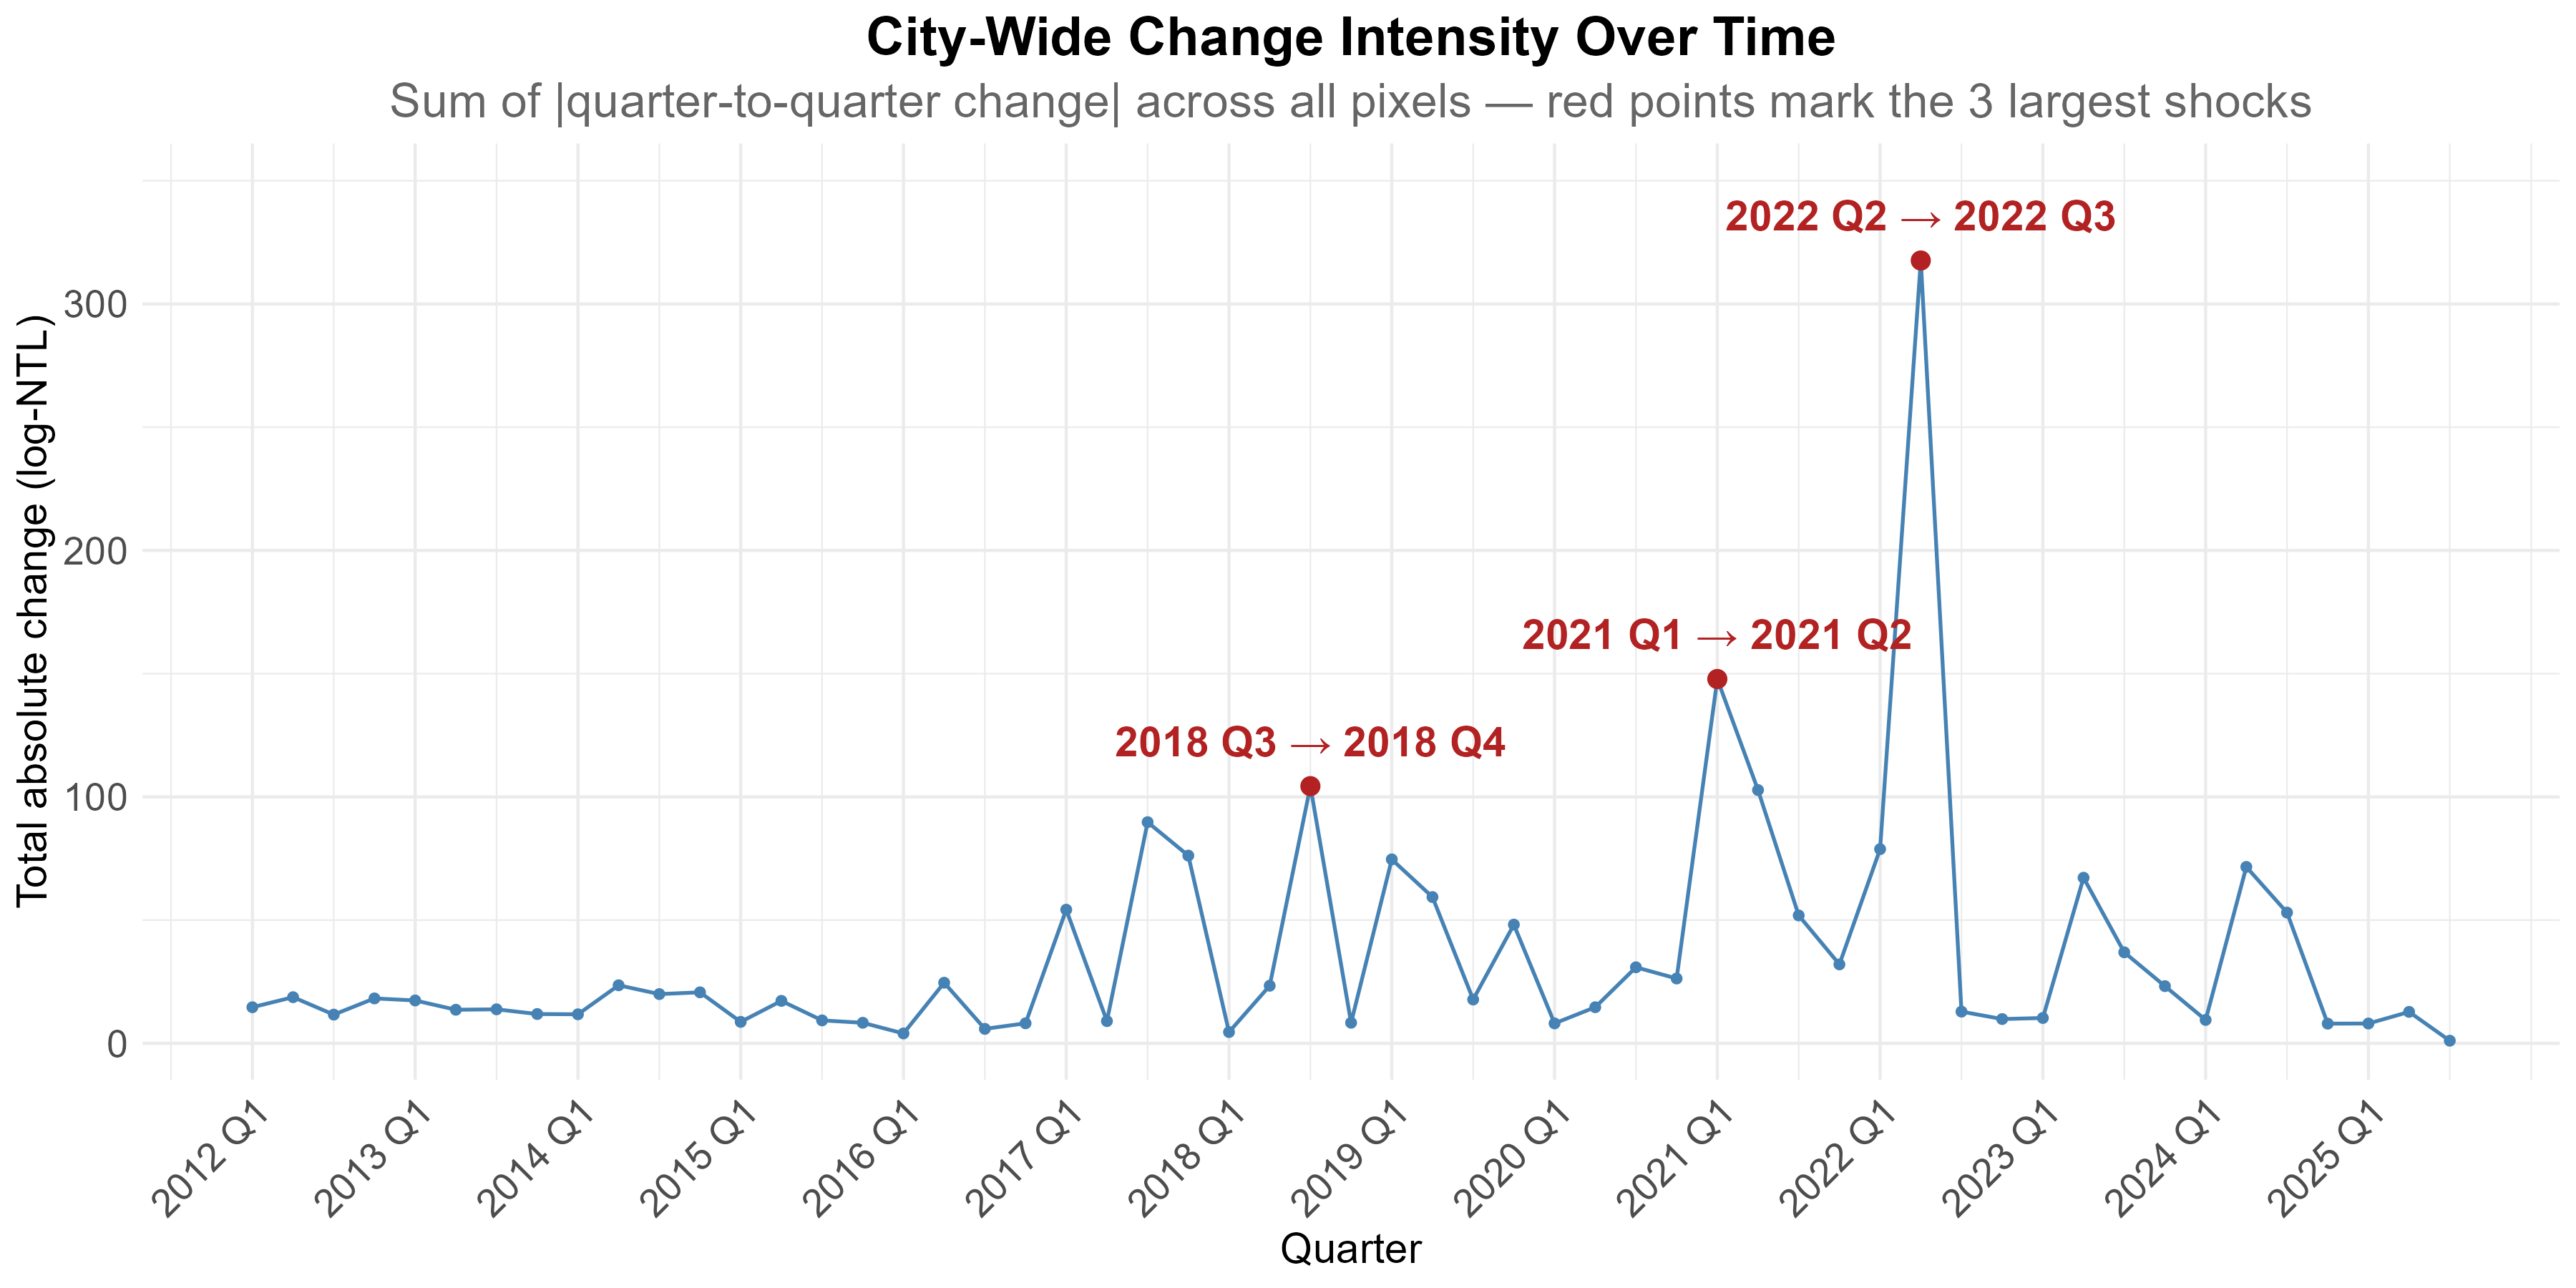 City-Wide Change Intensity Over Time
Sum of |quarter-to-quarter change| across all pixels — red points mark the 3 largest shocks
2022 Q2 → 2022 Q3
2021 Q1 → 2021 Q2
2018 Q3 → 2018 Q4
Total absolute change (log-NTL)
300
200
100
0
2012 Q1
2013 Q1
2014 Q1
2015 Q1
2016 Q1
2017 Q1
2018 Q1
2019 Q1
2020 Q1
2021 Q1
2022 Q1
2023 Q1
2024 Q1
2025 Q1
Quarter